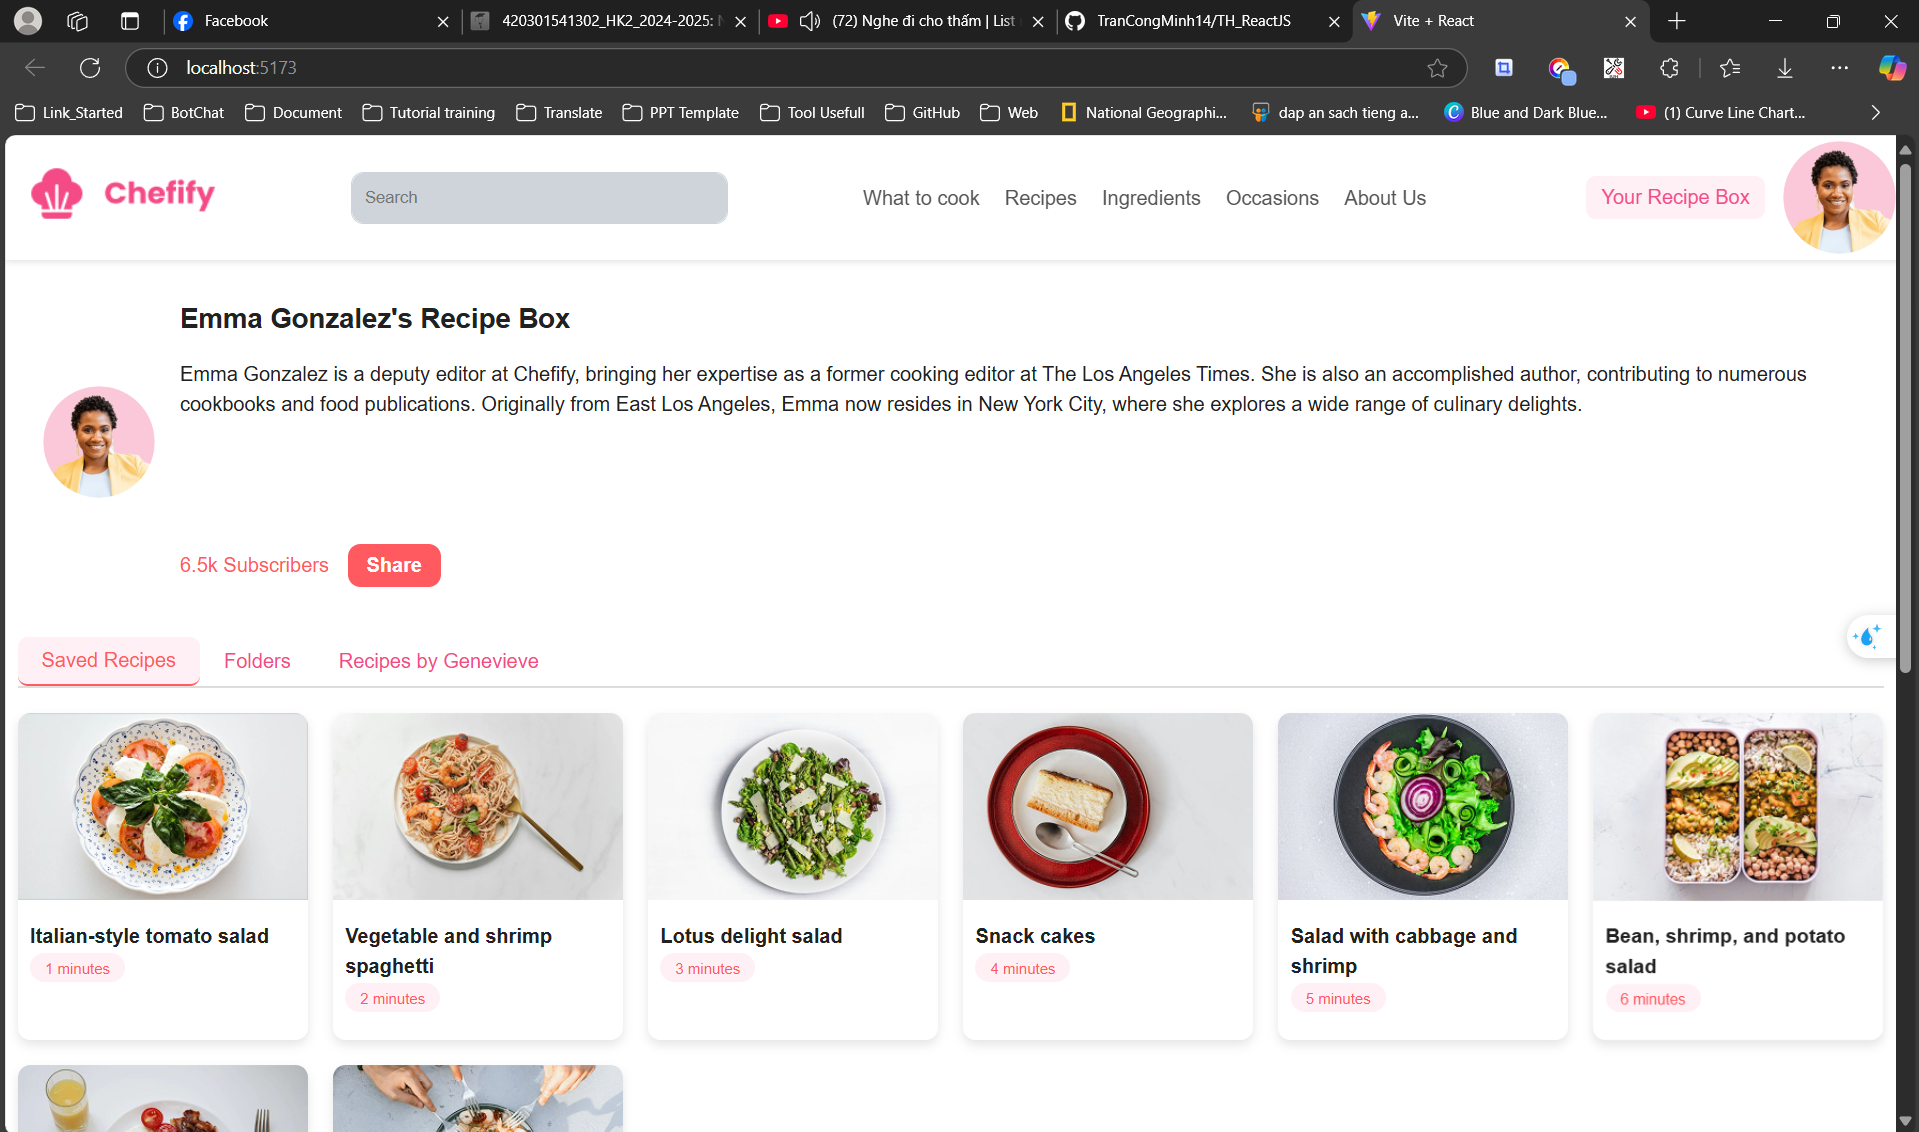 Facebook
420301541302_HK2_2024-2025:
(72) Nghe đi cho thấm | List
TranCongMinh14/TH_ReactJS
Vite + React
localhost:5173
Link_Started
BotChat
Document
Tutorial training
Translate
PPT Template
Tool Usefull
GitHub
Web
National Geographi...
dap an sach tieng a...
Blue and Dark Blue...
(1) Curve Line Chart...
Chefify
Search
What to cook
Recipes
Ingredients
Occasions
About Us
Your Recipe Box
Emma Gonzalez's Recipe Box
Emma Gonzalez is a deputy editor at Chefify, bringing her expertise as a former cooking editor at The Los Angeles Times. She is also an accomplished author, contributing to numerous
cookbooks and food publications. Originally from East Los Angeles, Emma now resides in New York City, where she explores a wide range of culinary delights.
6.5k Subscribers
Share
Saved Recipes
Folders
Recipes by Genevieve
Italian-style tomato salad
1 minutes
Vegetable and shrimp
spaghetti
2 minutes
Lotus delight salad
3 minutes
Snack cakes
4 minutes
Salad with cabbage and
shrimp
5 minutes
Bean, shrimp, and potato
salad
6 minutes